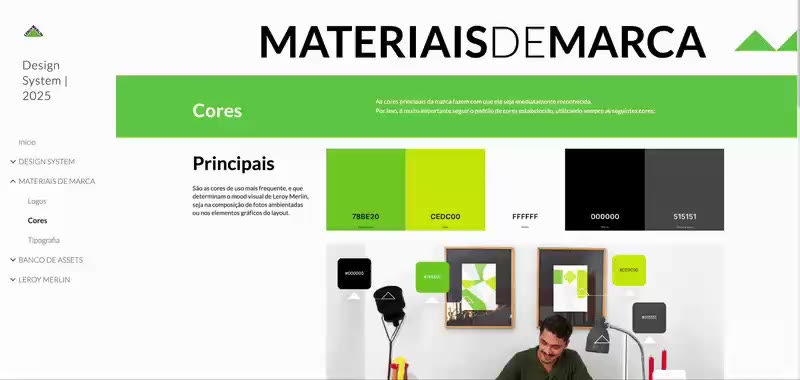 MATERIAISDEMARCA
Design
System |
2025
Cores
As cores principais da marca fazem com que ela seja imediatamente reconhecida.
Por isso, é muito importante seguir o padrão de cores estabelecido, utilizando sempre as seguintes cores:
Início
DESIGN SYSTEM
MATERIAIS DE MARCA
Logos
Cores
Tipografia
BANCO DE ASSETS
LEROY MERLIN
Principais
São as cores de uso mais frequente, e que
determinam o mood visual de Leroy Merlin,
seja na composição de fotos ambientadas
ou nos elementos gráficos do layout.
78BE20
CEDC00
FFFFFF
000000
515151
#000000